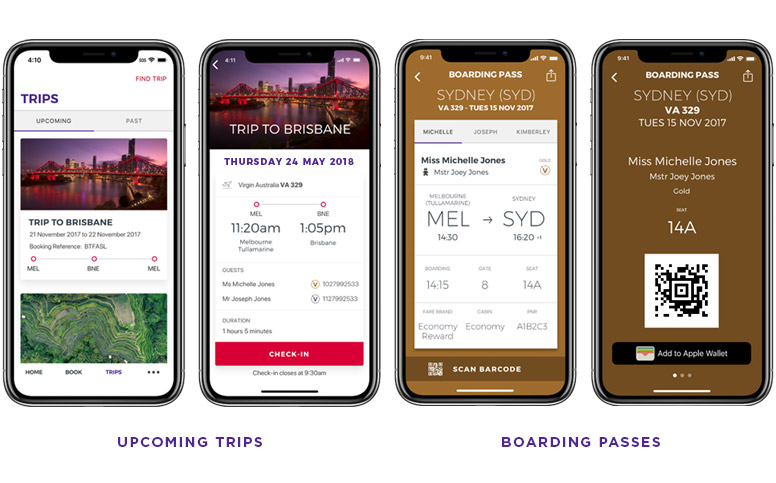 4:10
SOS
FIND TRIP
TRIPS
UPCOMING
PAST
TRIP TO BRISBANE
21 November 2017 to 22 November 2017
Booking Reference: BTFASL
MEL BNE MEL
HOME BOOK TRIPS
4:11
TRIP TO BRISBANE
THURSDAY 24 MAY 2018
Virgin Australia VA 329
MEL BNE
11:20am 1:05pm
Melbourne Brisbane
Tullamarine
GUESTS
Ms Michelle Jones V 1027992533
Mr Joseph Jones V 1127992533
DURATION
1 hours 5 minutes
CHECK-IN
Check-in closes at 9:30am
9:41
BOARDING PASS
SYDNEY (SYD)
VA 329 - TUES 15 NOV 2017
MICHELLE JOSEPH KIMBERLEY
Miss Michelle Jones GOLD
Mstr Joey Jones V
MELBOURNE SYDNEY
(TULLAMARINE)
MEL → SYD
14:30 16:20 +1
BOARDING GATE SEAT
14:15 8 14A
FARE BRAND CABIN PNR
Economy Economy A1B2C3
Reward
SCAN BARCODE
9:41
BOARDING PASS
SYDNEY (SYD)
VA 329
TUES 15 NOV 2017
Miss Michelle Jones
Mstr Joey Jones
Gold
SEAT
14A
Add to Apple Wallet
UPCOMING TRIPS
BOARDING PASSES